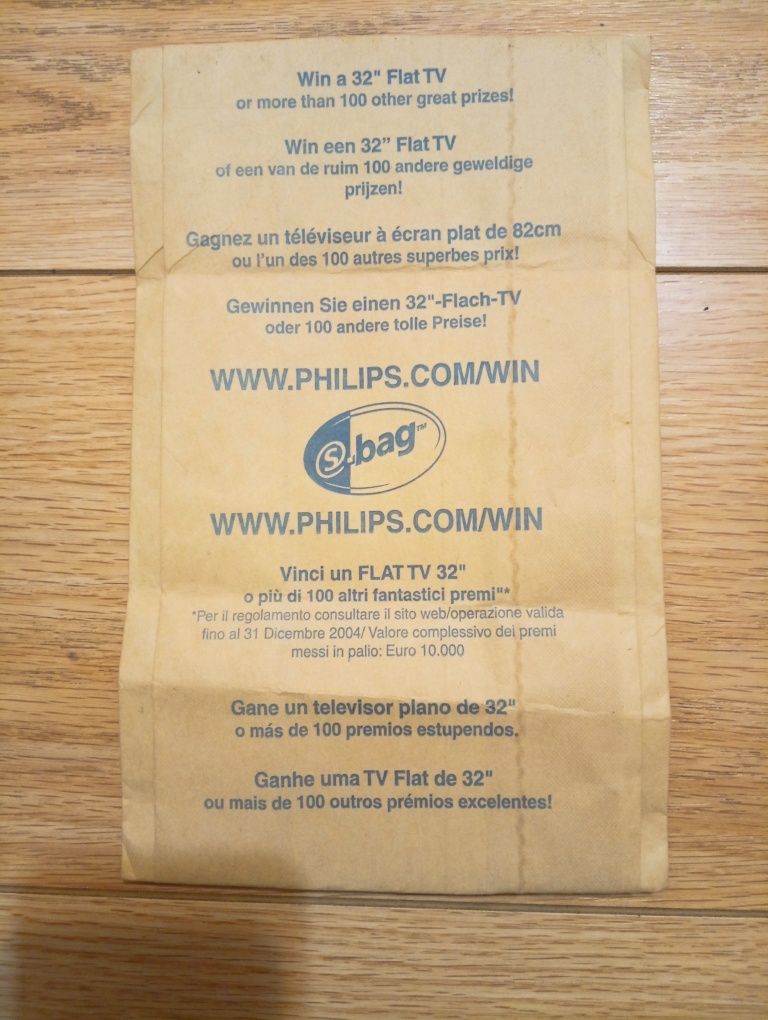 Win a 32" Flat TV
or more than 100 other great prizes!
Win een 32” Flat TV
of een van de ruim 100 andere geweldige
prijzen!
Gagnez un téléviseur à écran plat de 82cm
ou l’un des 100 autres superbes prix!
Gewinnen Sie einen 32"-Flach-TV
oder 100 andere tolle Preise!
WWW.PHILIPS.COM/WIN
s-bag™
WWW.PHILIPS.COM/WIN
Vinci un FLAT TV 32"
o più di 100 altri fantastici premi"*
*Per il regolamento consultare il sito web/operazione valida
fino al 31 Dicembre 2004/ Valore complessivo dei premi
messi in palio: Euro 10.000
Gane un televisor plano de 32"
o más de 100 premios estupendos.
Ganhe uma TV Flat de 32"
ou mais de 100 outros prémios excelentes!